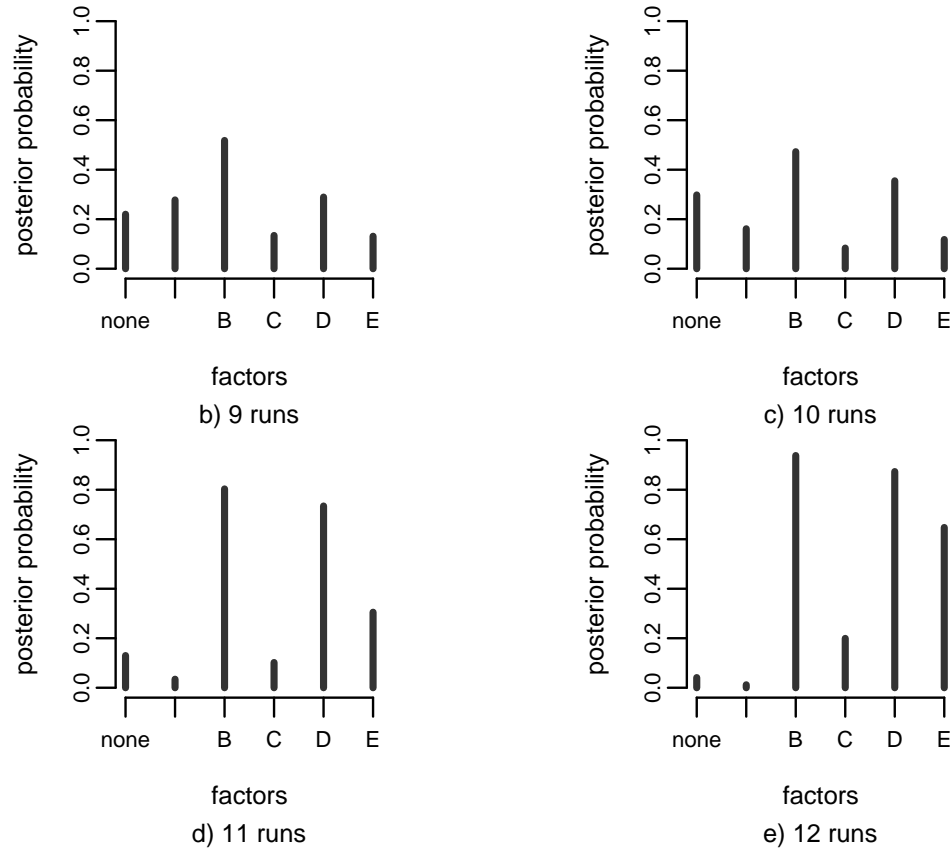 posterior probability
1.0
0.8
0.6
0.4
0.2
0.0
none B C D E
factors
b) 9 runs
posterior probability
1.0
0.8
0.6
0.4
0.2
0.0
none B C D E
factors
c) 10 runs
posterior probability
1.0
0.8
0.6
0.4
0.2
0.0
none B C D E
factors
d) 11 runs
posterior probability
1.0
0.8
0.6
0.4
0.2
0.0
none B C D E
factors
e) 12 runs